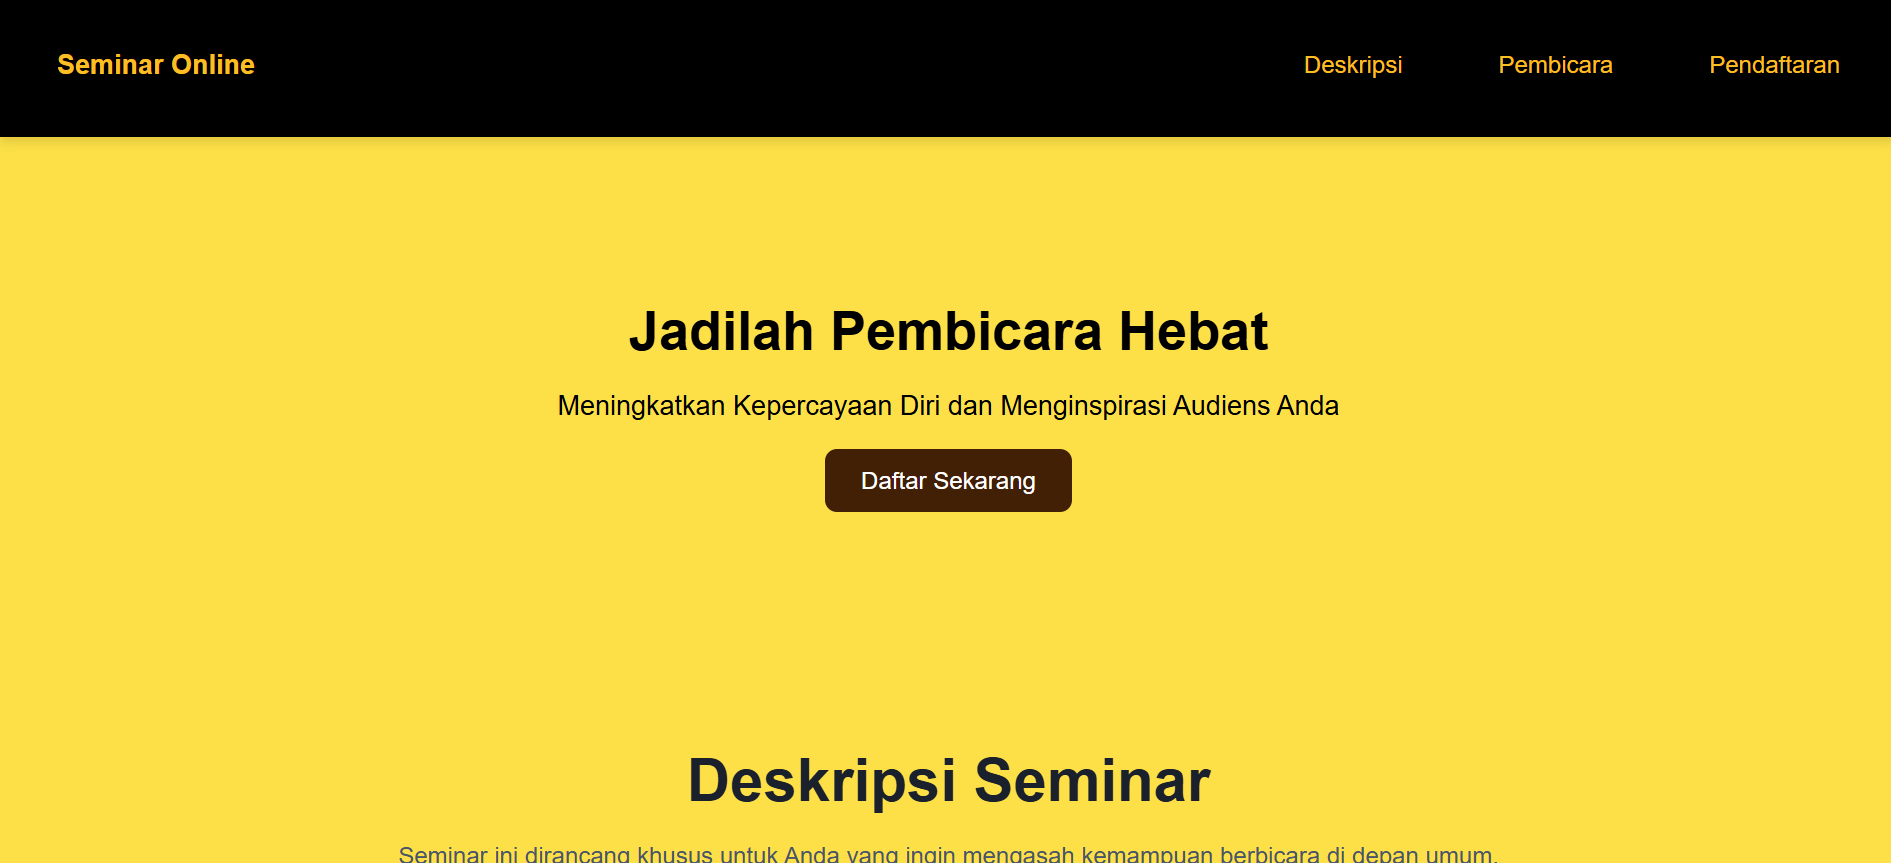 Seminar Online
Deskripsi
Pembicara
Pendaftaran
Jadilah Pembicara Hebat
Meningkatkan Kepercayaan Diri dan Menginspirasi Audiens Anda
Daftar Sekarang
Deskripsi Seminar
Seminar ini dirancang khusus untuk Anda yang ingin mengasah kemampuan berbicara di depan umum.